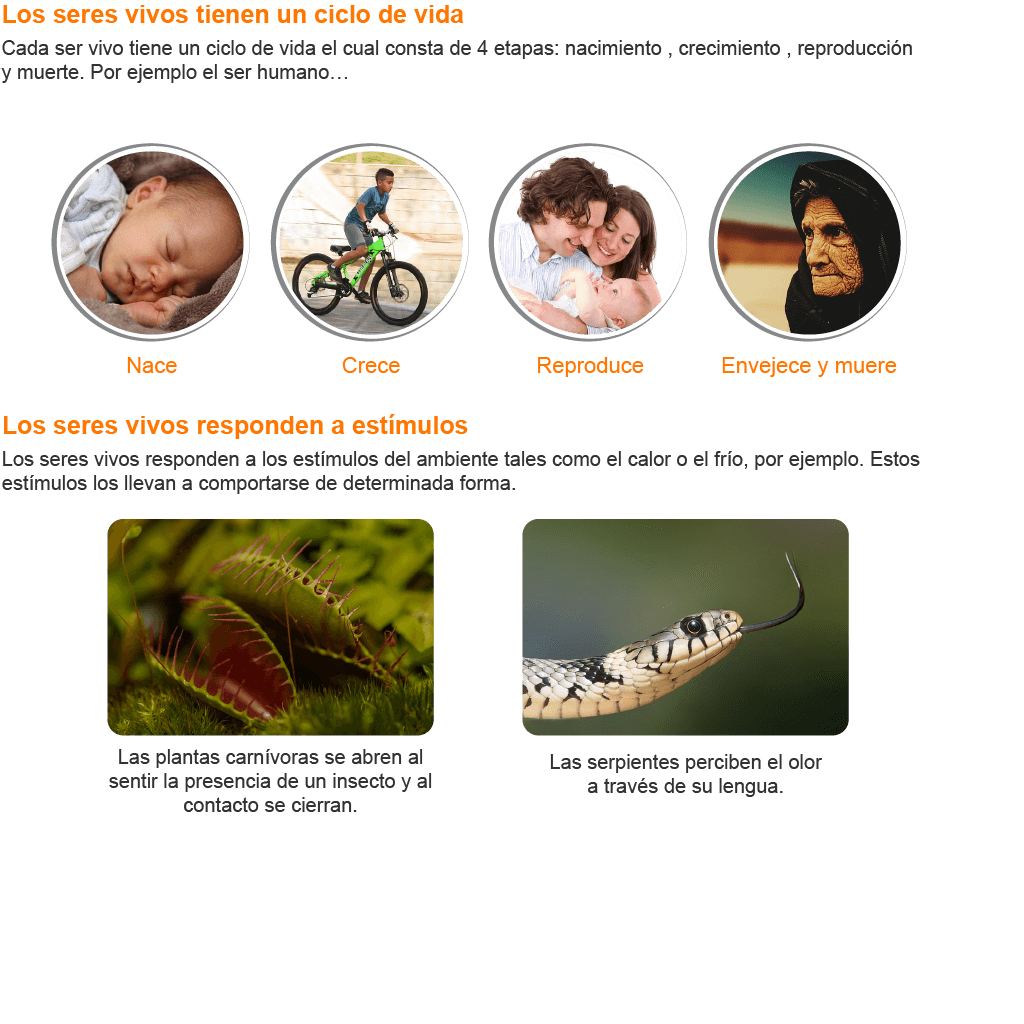 Los seres vivos tienen un ciclo de vida
Cada ser vivo tiene un ciclo de vida el cual consta de 4 etapas: nacimiento , crecimiento , reproducción
y muerte. Por ejemplo el ser humano…
Nace
Crece
Reproduce
Envejece y muere
Los seres vivos responden a estímulos
Los seres vivos responden a los estímulos del ambiente tales como el calor o el frío, por ejemplo. Estos
estímulos los llevan a comportarse de determinada forma.
Las plantas carnívoras se abren al
sentir la presencia de un insecto y al
contacto se cierran.
Las serpientes perciben el olor
a través de su lengua.